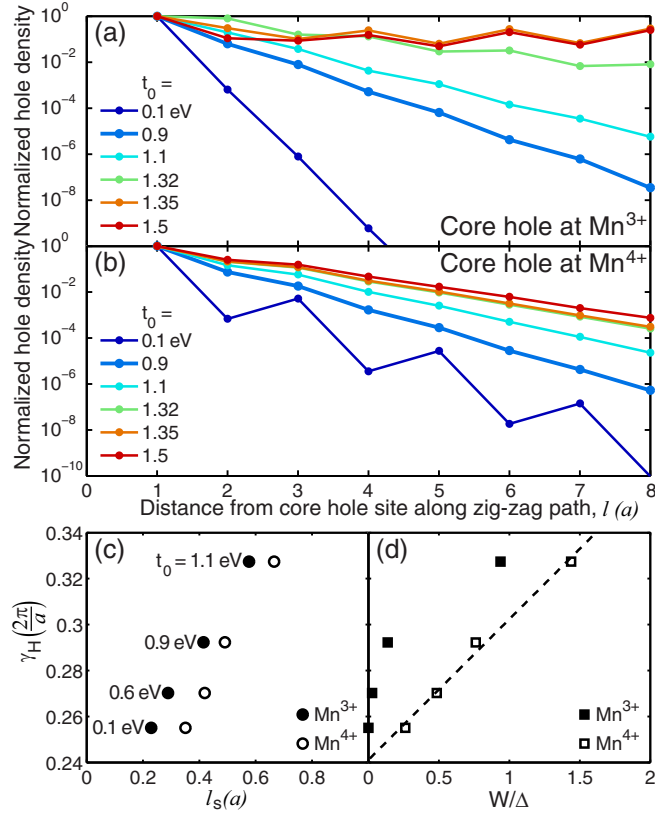 Normalized hole density
10^0
10^-2
10^-4
10^-6
10^-8
(a)
t_0 =
0.1 eV
0.9
1.1
1.32
1.35
1.5
Core hole at Mn^3+
Normalized hole density
10^0
10^-2
10^-4
10^-6
10^-8
10^-10
(b)
t_0 =
0.1 eV
0.9
1.1
1.32
1.35
1.5
Core hole at Mn^4+
0 1 2 3 4 5 6 7 8
Distance from core hole site along zig-zag path, l (a)
γ_H (2π/a)
0.34
0.32
0.3
0.28
0.26
0.24
(c)
t_0 = 1.1 eV
0.9 eV
0.6 eV
0.1 eV
Mn^3+
Mn^4+
0 0.2 0.4 0.6 0.8
l_s(a)
(d)
Mn^3+
Mn^4+
0 0.5 1 1.5 2
W/Δ